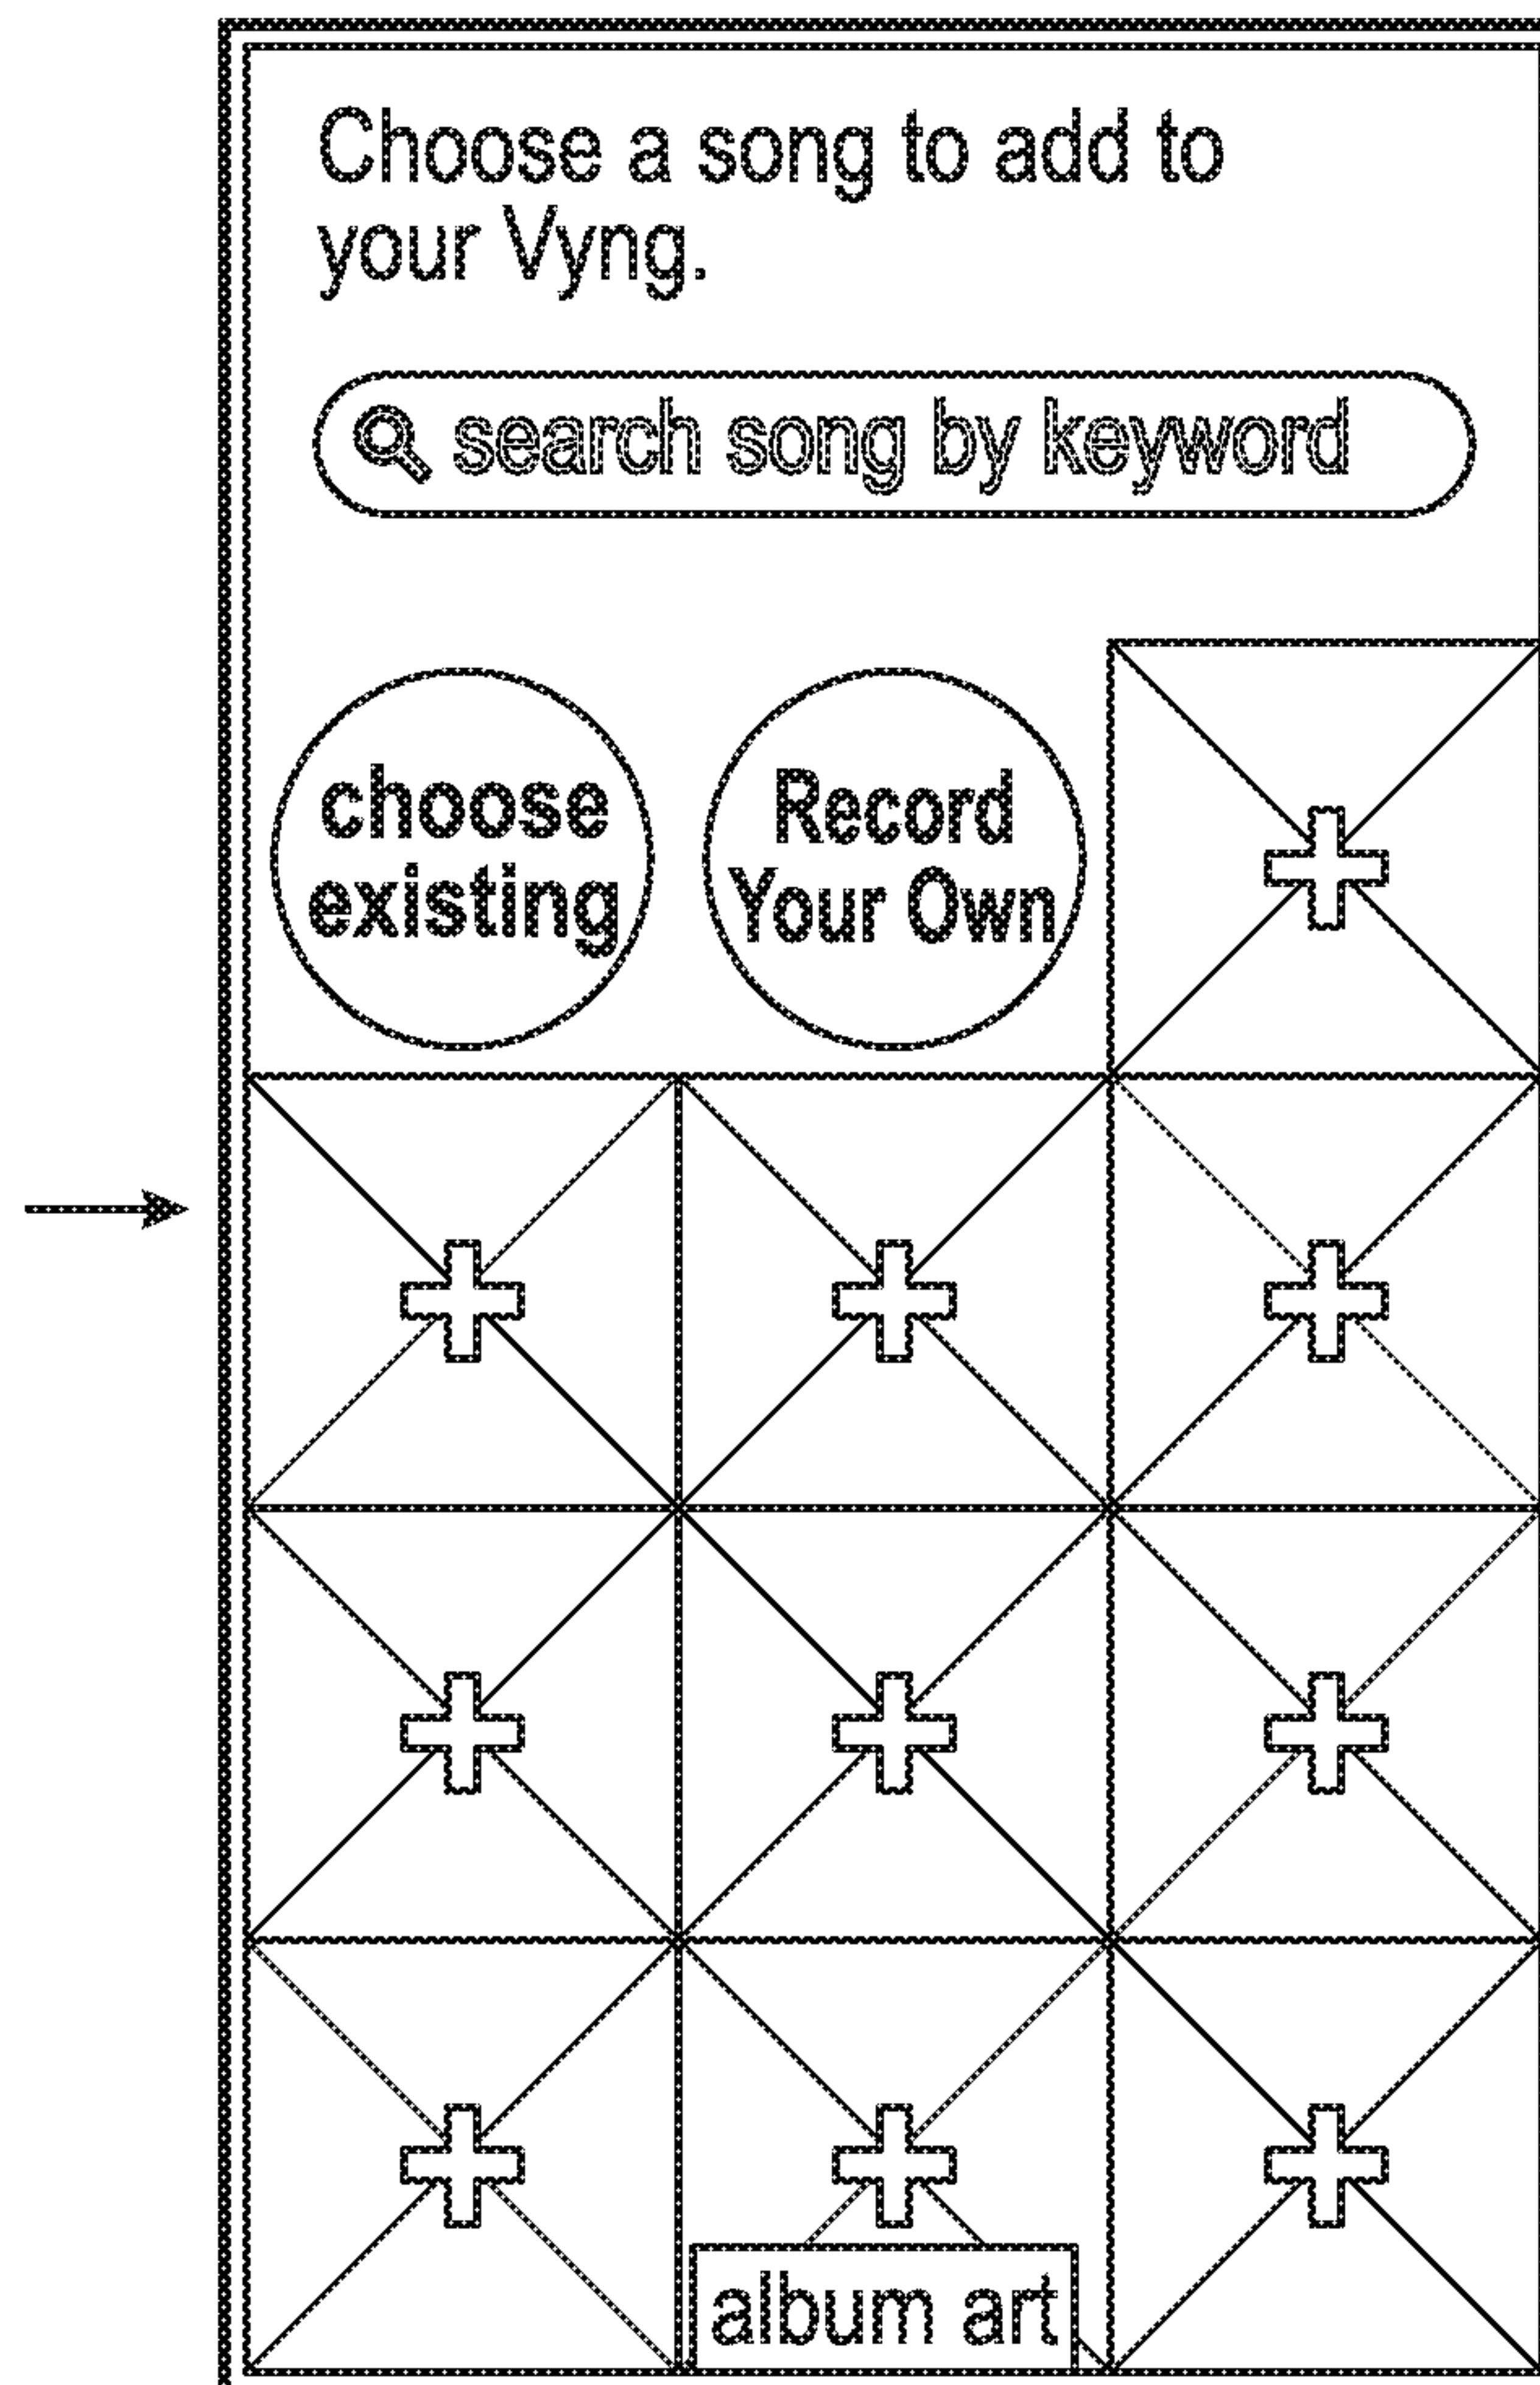 Choose a song to add to
your Vyng.
search song by keyword
choose
existing
Record
Your Own
album art